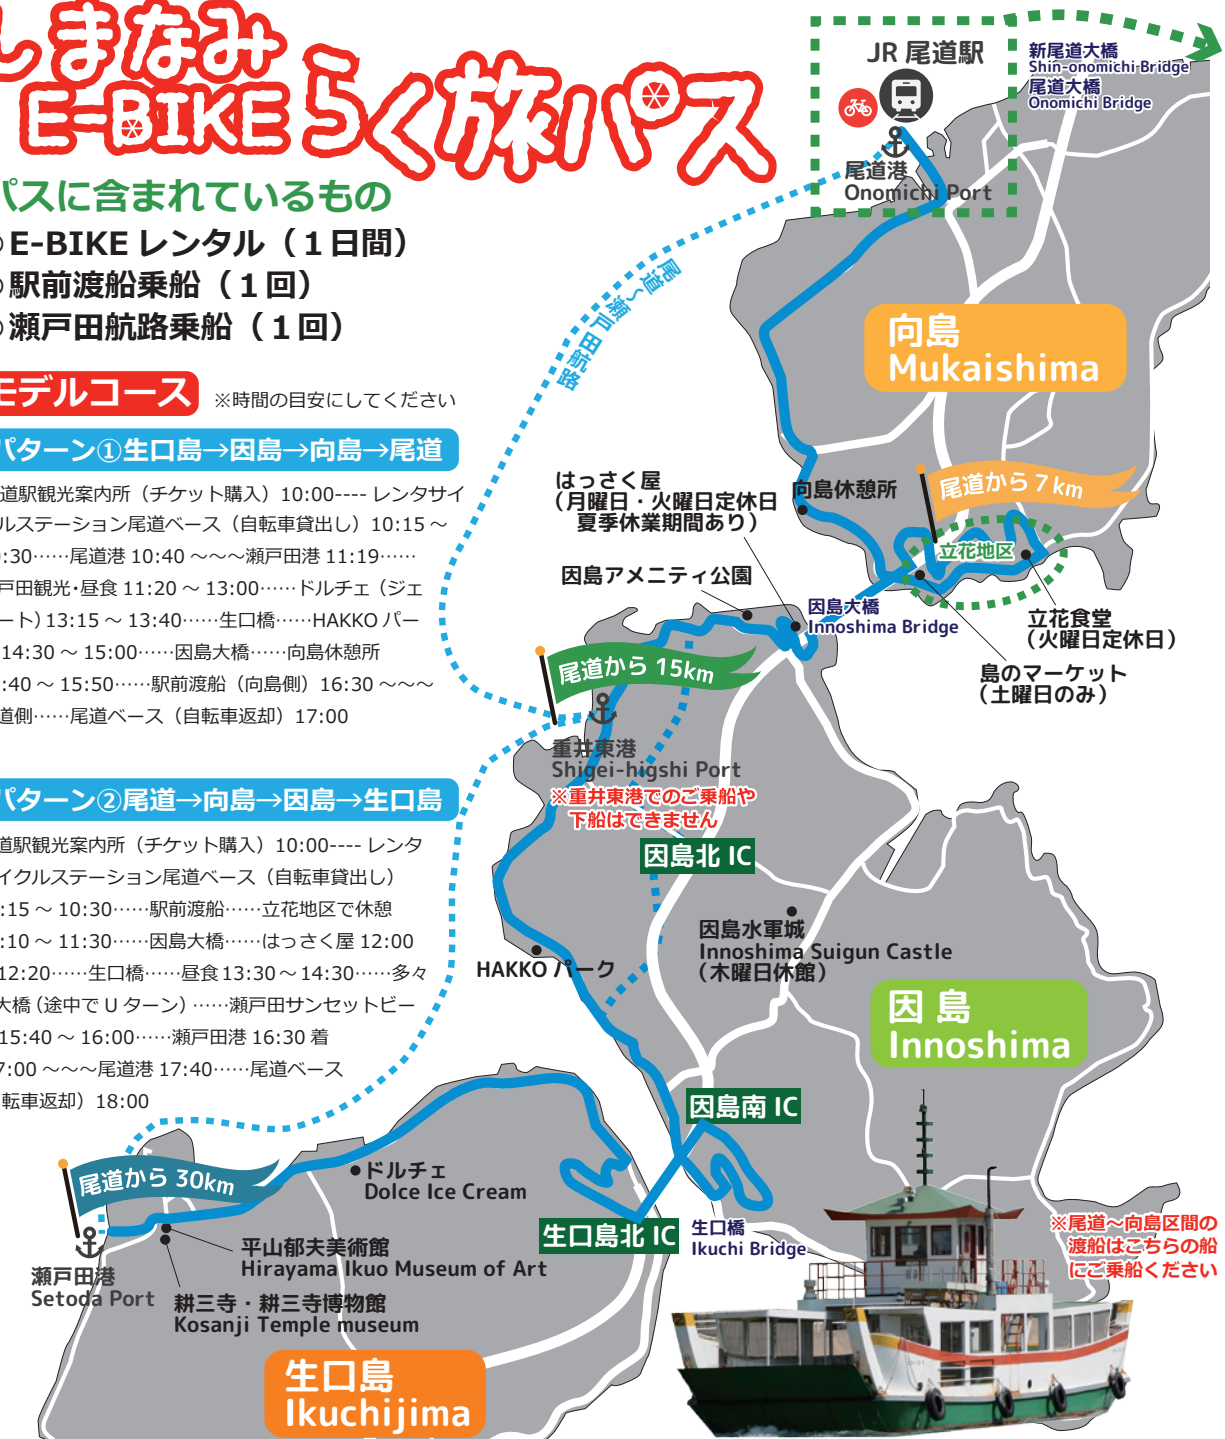 しまなみ
E-BIKE らく旅パス
パスに含まれているもの
E-BIKE レンタル（１日間）
駅前渡船乗船（１回）
瀬戸田航路乗船（１回）
モデルコース ※時間の目安にしてください
パターン①生口島→因島→向島→尾道
道駅観光案内所（チケット購入）10:00---- レンタサイ
ルステーション尾道ベース（自転車貸出し）10:15 ～
:30……尾道港 10:40 ～～～瀬戸田港 11:19……
戸田観光・昼食 11:20 ～ 13:00……ドルチェ（ジェ
ート）13:15 ～ 13:40……生口橋……HAKKO パー
14:30 ～ 15:00……因島大橋……向島休憩所
:40 ～ 15:50……駅前渡船（向島側）16:30 ～～～
道側……尾道ベース（自転車返却）17:00
パターン②尾道→向島→因島→生口島
道駅観光案内所（チケット購入）10:00---- レンタ
イクルステーション尾道ベース（自転車貸出し）
:15 ～ 10:30……駅前渡船……立花地区で休憩
:10 ～ 11:30……因島大橋……はっさく屋 12:00
12:20……生口橋……昼食 13:30 ～ 14:30……多々
大橋（途中で U ターン）……瀬戸田サンセットビー
15:40 ～ 16:00……瀬戸田港 16:30 着
7:00 ～～～尾道港 17:40……尾道ベース
転車返却）18:00
JR 尾道駅
尾道港
Onomichi Port
新尾道大橋
Shin-onomichi Bridge
尾道大橋
Onomichi Bridge
尾道～瀬戸田航路
向島
Mukaishima
尾道から 7 km
向島休憩所
立花地区
立花食堂
（火曜日定休日）
島のマーケット
（土曜日のみ）
はっさく屋
（月曜日・火曜日定休日
夏季休業期間あり）
因島アメニティ公園
因島大橋
Innoshima Bridge
尾道から 15km
重井東港
Shigei-higshi Port
※重井東港でのご乗船や
下船はできません
因島北 IC
因島水軍城
Innoshima Suigun Castle
（木曜日休館）
HAKKO パーク
因 島
Innoshima
因島南 IC
生口橋
Ikuchi Bridge
生口島北 IC
ドルチェ
Dolce Ice Cream
尾道から 30km
瀬戸田港
Setoda Port
平山郁夫美術館
Hirayama Ikuo Museum of Art
耕三寺・耕三寺博物館
Kosanji Temple museum
生口島
Ikuchijima
※尾道～向島区間の
渡船はこちらの船
にご乗船ください